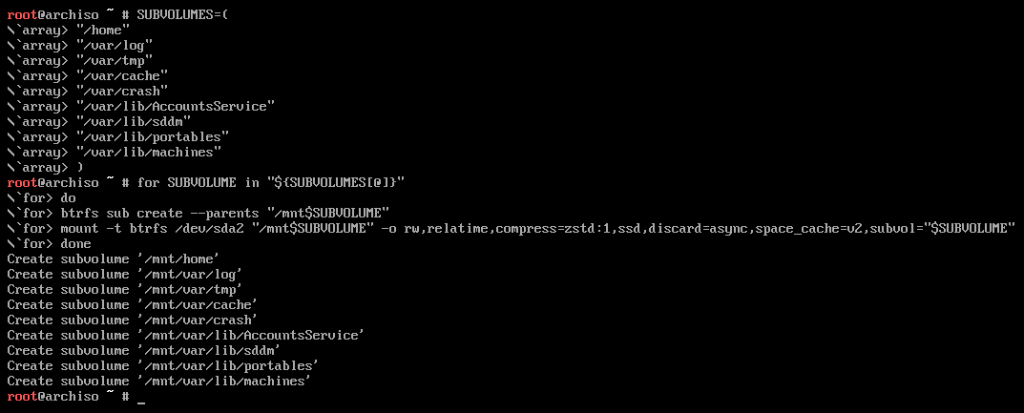 root@archiso ~ # SUBVOLUMES=(
\`array> "/home"
\`array> "/var/log"
\`array> "/var/tmp"
\`array> "/var/cache"
\`array> "/var/crash"
\`array> "/var/lib/AccountsService"
\`array> "/var/lib/sddm"
\`array> "/var/lib/portables"
\`array> "/var/lib/machines"
\`array> )
root@archiso ~ # for SUBVOLUME in "${SUBVOLUMES[@]}"
\`for> do
\`for> btrfs sub create --parents "/mnt$SUBVOLUME"
\`for> mount -t btrfs /dev/sda2 "/mnt$SUBVOLUME" -o rw,relatime,compress=zstd:1,ssd,discard=async,space_cache=v2,subvol="$SUBVOLUME"
\`for> done
Create subvolume '/mnt/home'
Create subvolume '/mnt/var/log'
Create subvolume '/mnt/var/tmp'
Create subvolume '/mnt/var/cache'
Create subvolume '/mnt/var/crash'
Create subvolume '/mnt/var/lib/AccountsService'
Create subvolume '/mnt/var/lib/sddm'
Create subvolume '/mnt/var/lib/portables'
Create subvolume '/mnt/var/lib/machines'
root@archiso ~ # _